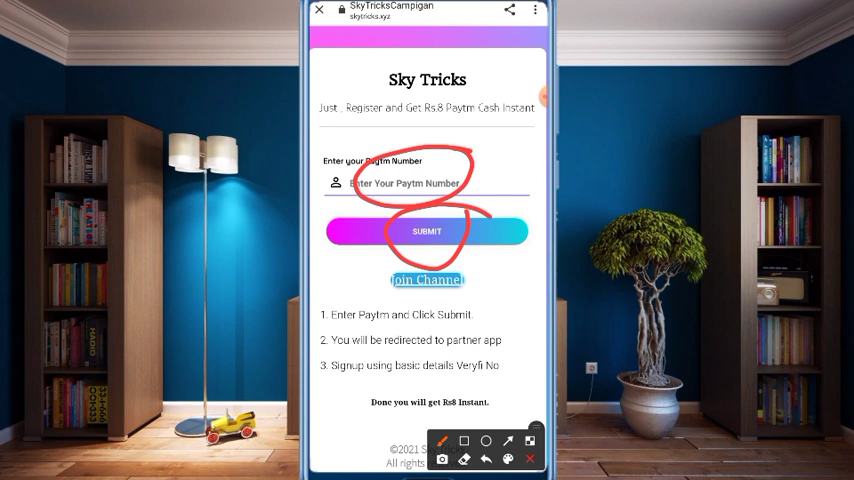 SkyTricksCampigan
skytricks.xyz
Sky Tricks
Just , Register and Get Rs.8 Paytm Cash Instant
Enter your Paytm Number
Enter Your Paytm Number
SUBMIT
Join Channel
1. Enter Paytm and Click Submit.
2. You will be redirected to partner app
3. Signup using basic details Veryfi No
Done you will get Rs8 Instant.
©2021 Sky
All rights